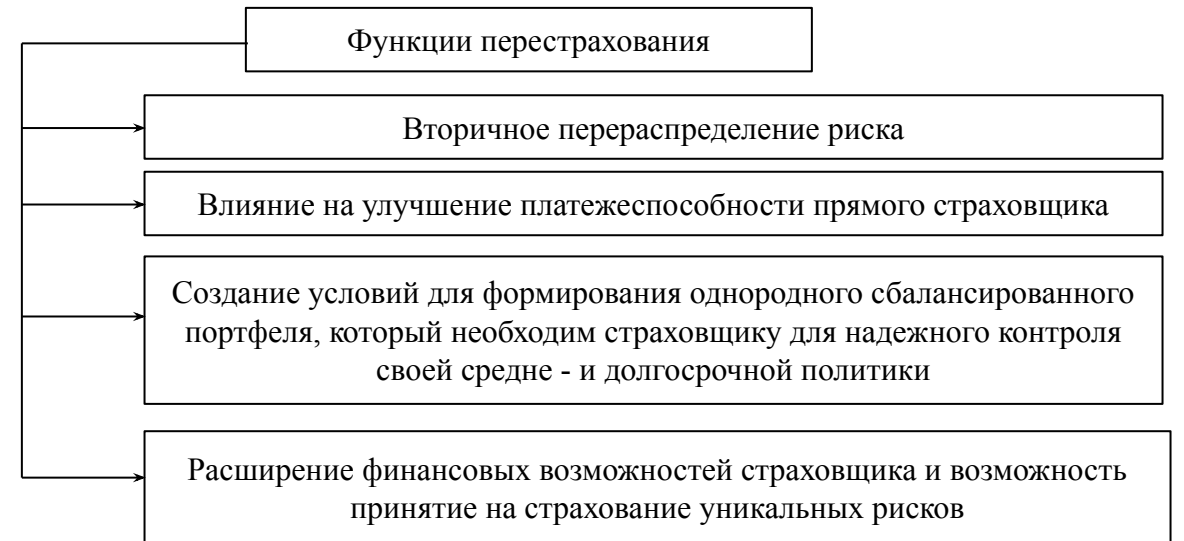 Функции перестрахования
Вторичное перераспределение риска
Влияние на улучшение платежеспособности прямого страховщика
Создание условий для формирования однородного сбалансированного
портфеля, который необходим страховщику для надежного контроля
своей средне - и долгосрочной политики
Расширение финансовых возможностей страховщика и возможность
принятие на страхование уникальных рисков